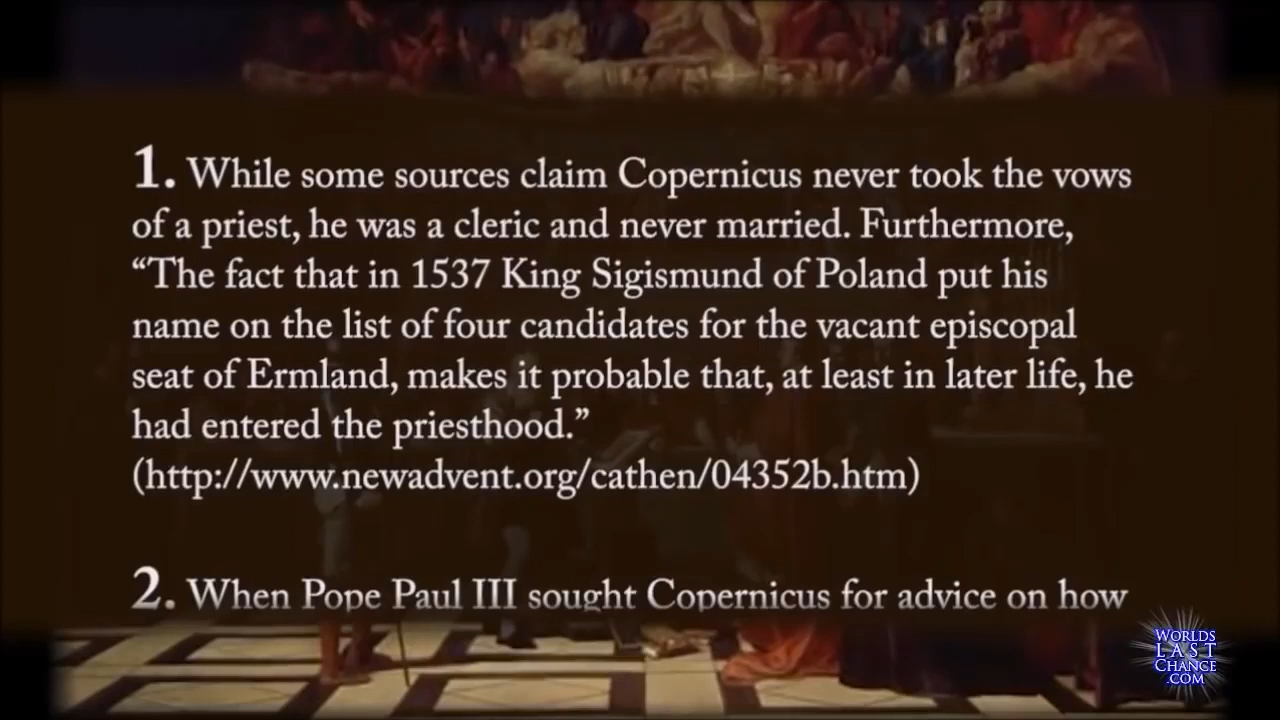 1. While some sources claim Copernicus never took the vows
of a priest, he was a cleric and never married. Furthermore,
“The fact that in 1537 King Sigismund of Poland put his
name on the list of four candidates for the vacant episcopal
seat of Ermland, makes it probable that, at least in later life, he
had entered the priesthood.”
(http://www.newadvent.org/cathen/04352b.htm)
2. When Pope Paul III sought Copernicus for advice on how
WORLDS
LAST
CHANCE
.COM